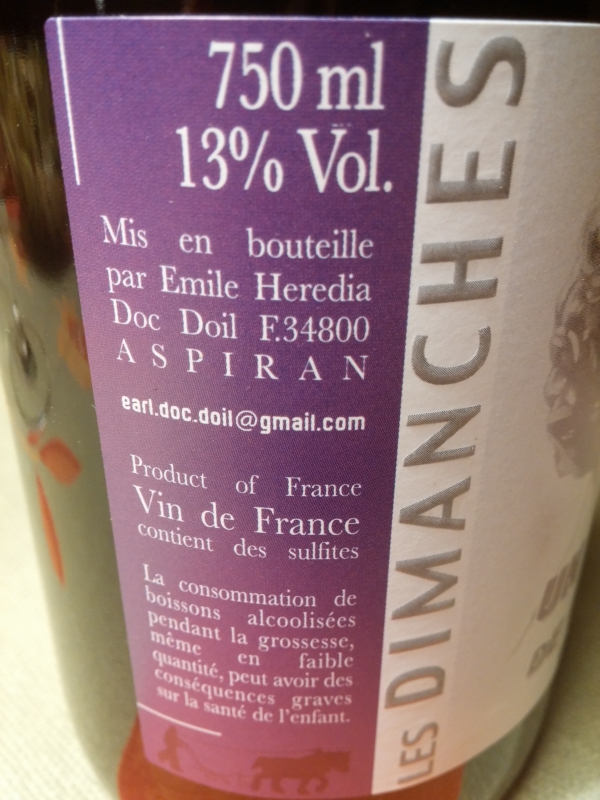 750 ml
13% Vol.
Mis en bouteille
par Emile Heredia
Doc Doil F.34800
ASPIRAN
earl.doc.doil@gmail.com
Product of France
Vin de France
contient des sulfites
La consommation de
boissons alcoolisées
pendant la grossesse,
même en faible
quantité, peut avoir des
conséquences graves
sur la santé de l'enfant.
LES DIMANCHES